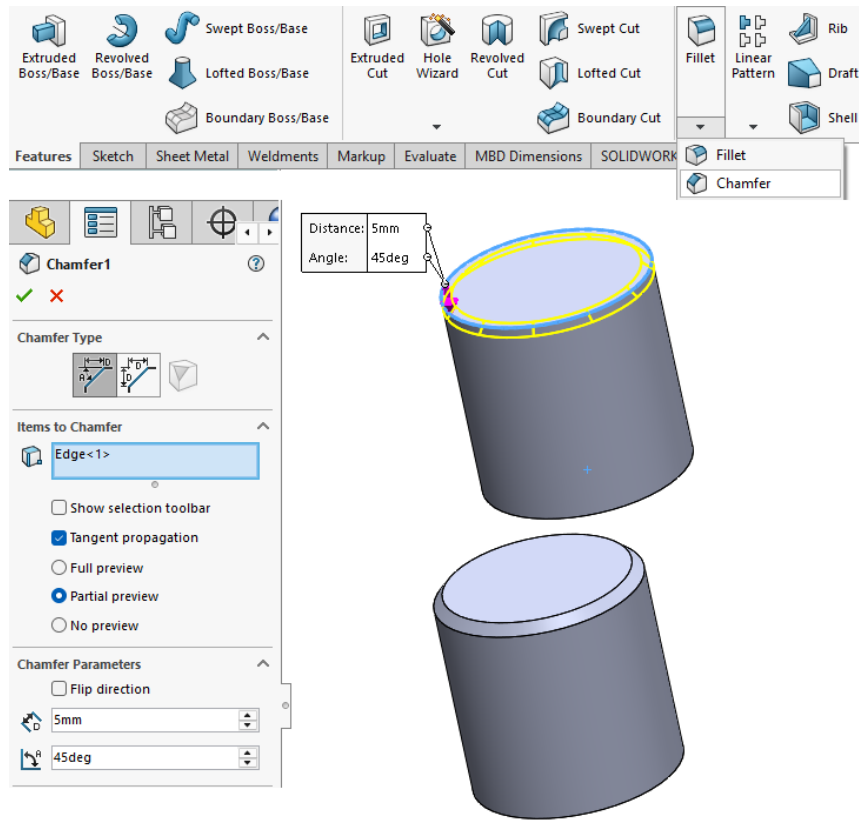 Extruded Boss/Base
Revolved Boss/Base
Swept Boss/Base
Lofted Boss/Base
Boundary Boss/Base
Extruded Cut
Hole Wizard
Revolved Cut
Swept Cut
Lofted Cut
Boundary Cut
Fillet
Linear Pattern
Rib
Draft
Shell
Features Sketch Sheet Metal Weldments Markup Evaluate MBD Dimensions SOLIDWORK
Fillet
Chamfer
Chamfer1
Chamfer Type
Items to Chamfer
Edge<1>
Show selection toolbar
Tangent propagation
Full preview
Partial preview
No preview
Chamfer Parameters
Flip direction
5mm
45deg
Distance: 5mm
Angle: 45deg